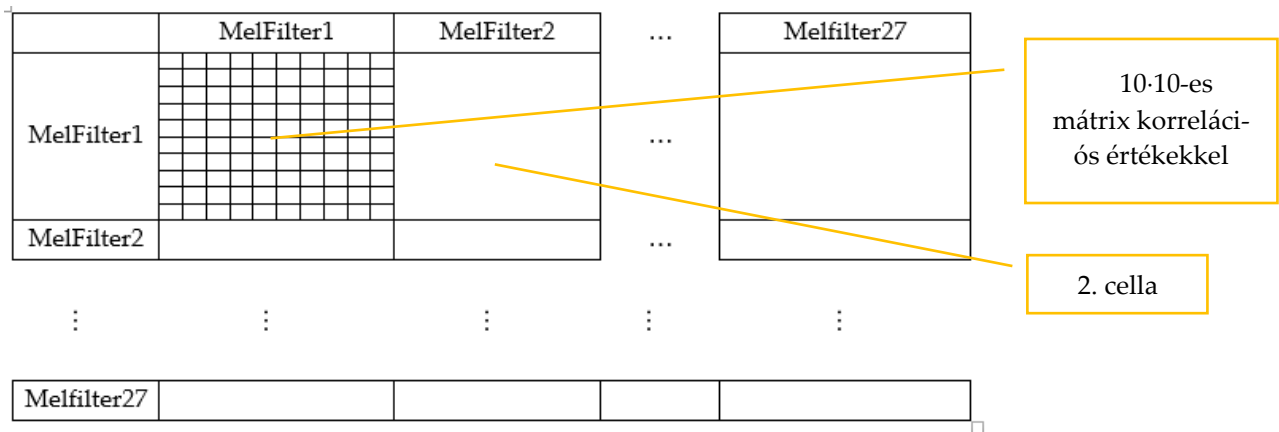 MelFilter1 MelFilter2 ... Melfilter27
MelFilter1 ...
MelFilter2 ...
⋮ ⋮ ⋮ ⋮ ⋮
Melfilter27
10·10-es
mátrix korreláci-
ós értékekkel
2. cella